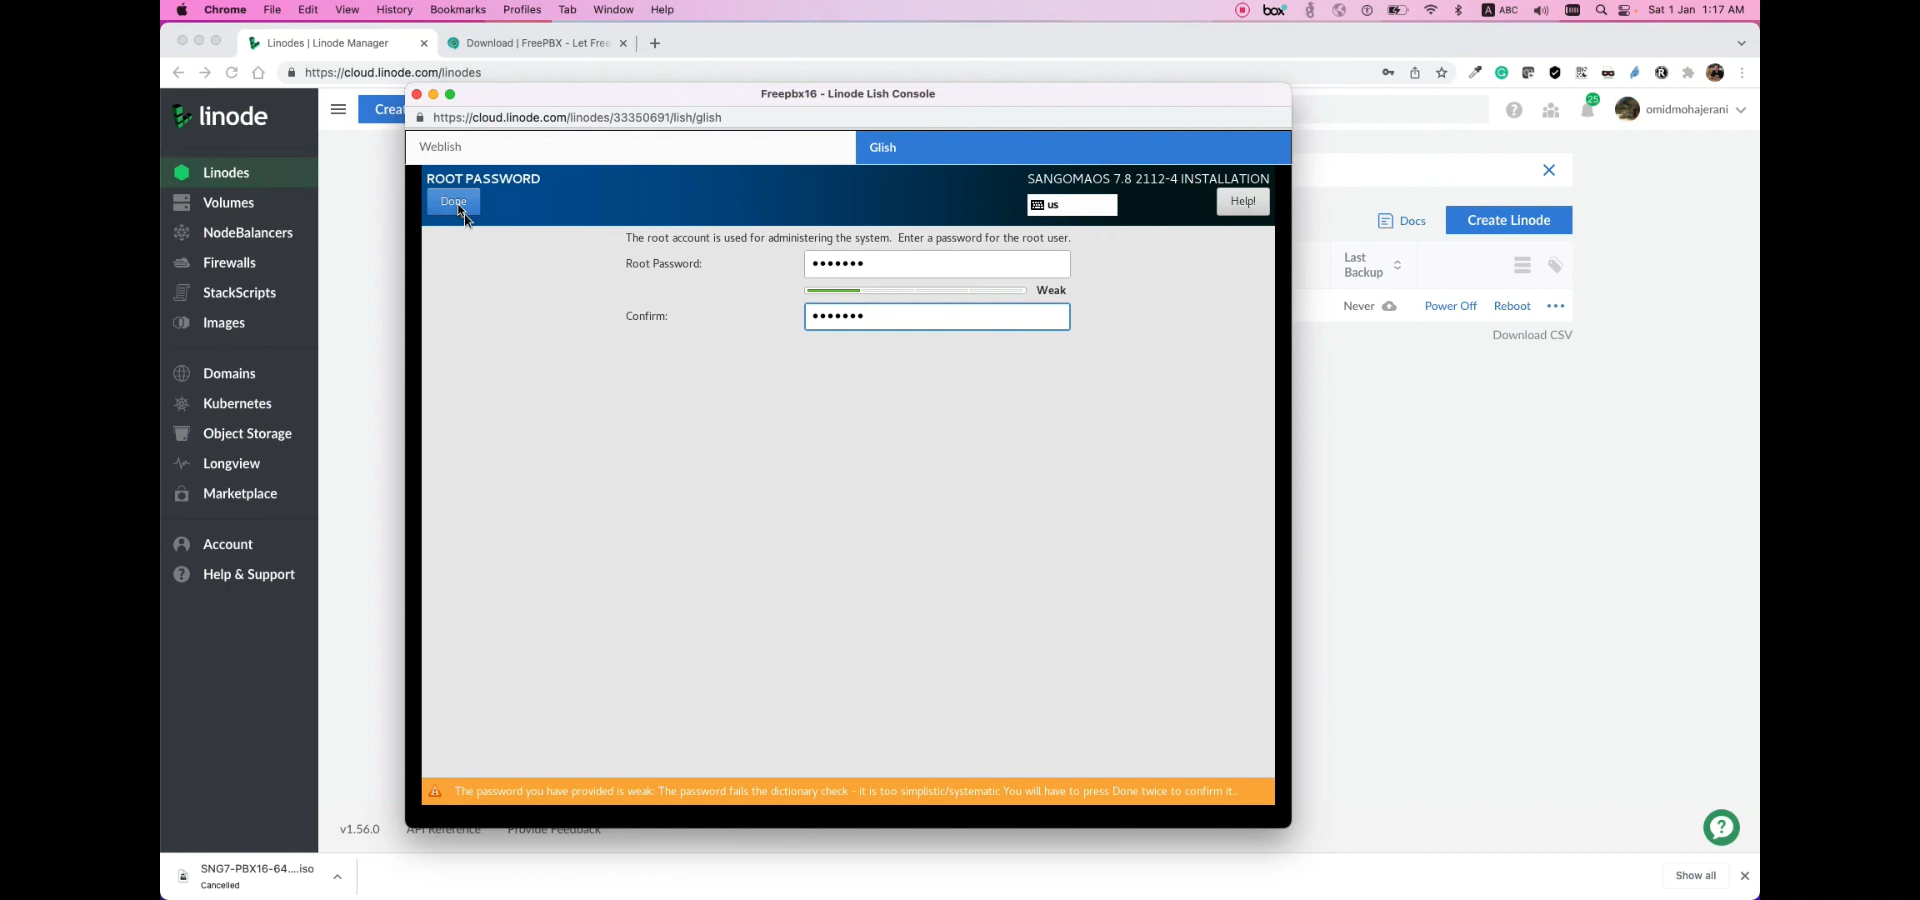 Chrome File Edit View History Bookmarks Profiles Tab Window Help
box ABC Sat 1 Jan 1:17 AM
Linodes | Linode Manager
Download | FreePBX - Let Free
https://cloud.linode.com/linodes
linode
Creat
25
omidmohajerani
Freepbx16 - Linode Lish Console
https://cloud.linode.com/linodes/33350691/lish/glish
Weblish
Glish
ROOT PASSWORD
Done
SANGOMAOS 7.8 2112-4 INSTALLATION
us
Help!
The root account is used for administering the system. Enter a password for the root user.
Root Password:
•••••••
Weak
Confirm:
•••••••
The password you have provided is weak: The password fails the dictionary check - it is too simplistic/systematic You will have to press Done twice to confirm it..
Linodes
Volumes
NodeBalancers
Firewalls
StackScripts
Images
Domains
Kubernetes
Object Storage
Longview
Marketplace
Account
Help & Support
Docs
Create Linode
Last
Backup
Never
Power Off
Reboot
Download CSV
v1.56.0
API Reference
Provide Feedback
SNG7-PBX16-64....iso
Cancelled
Show all